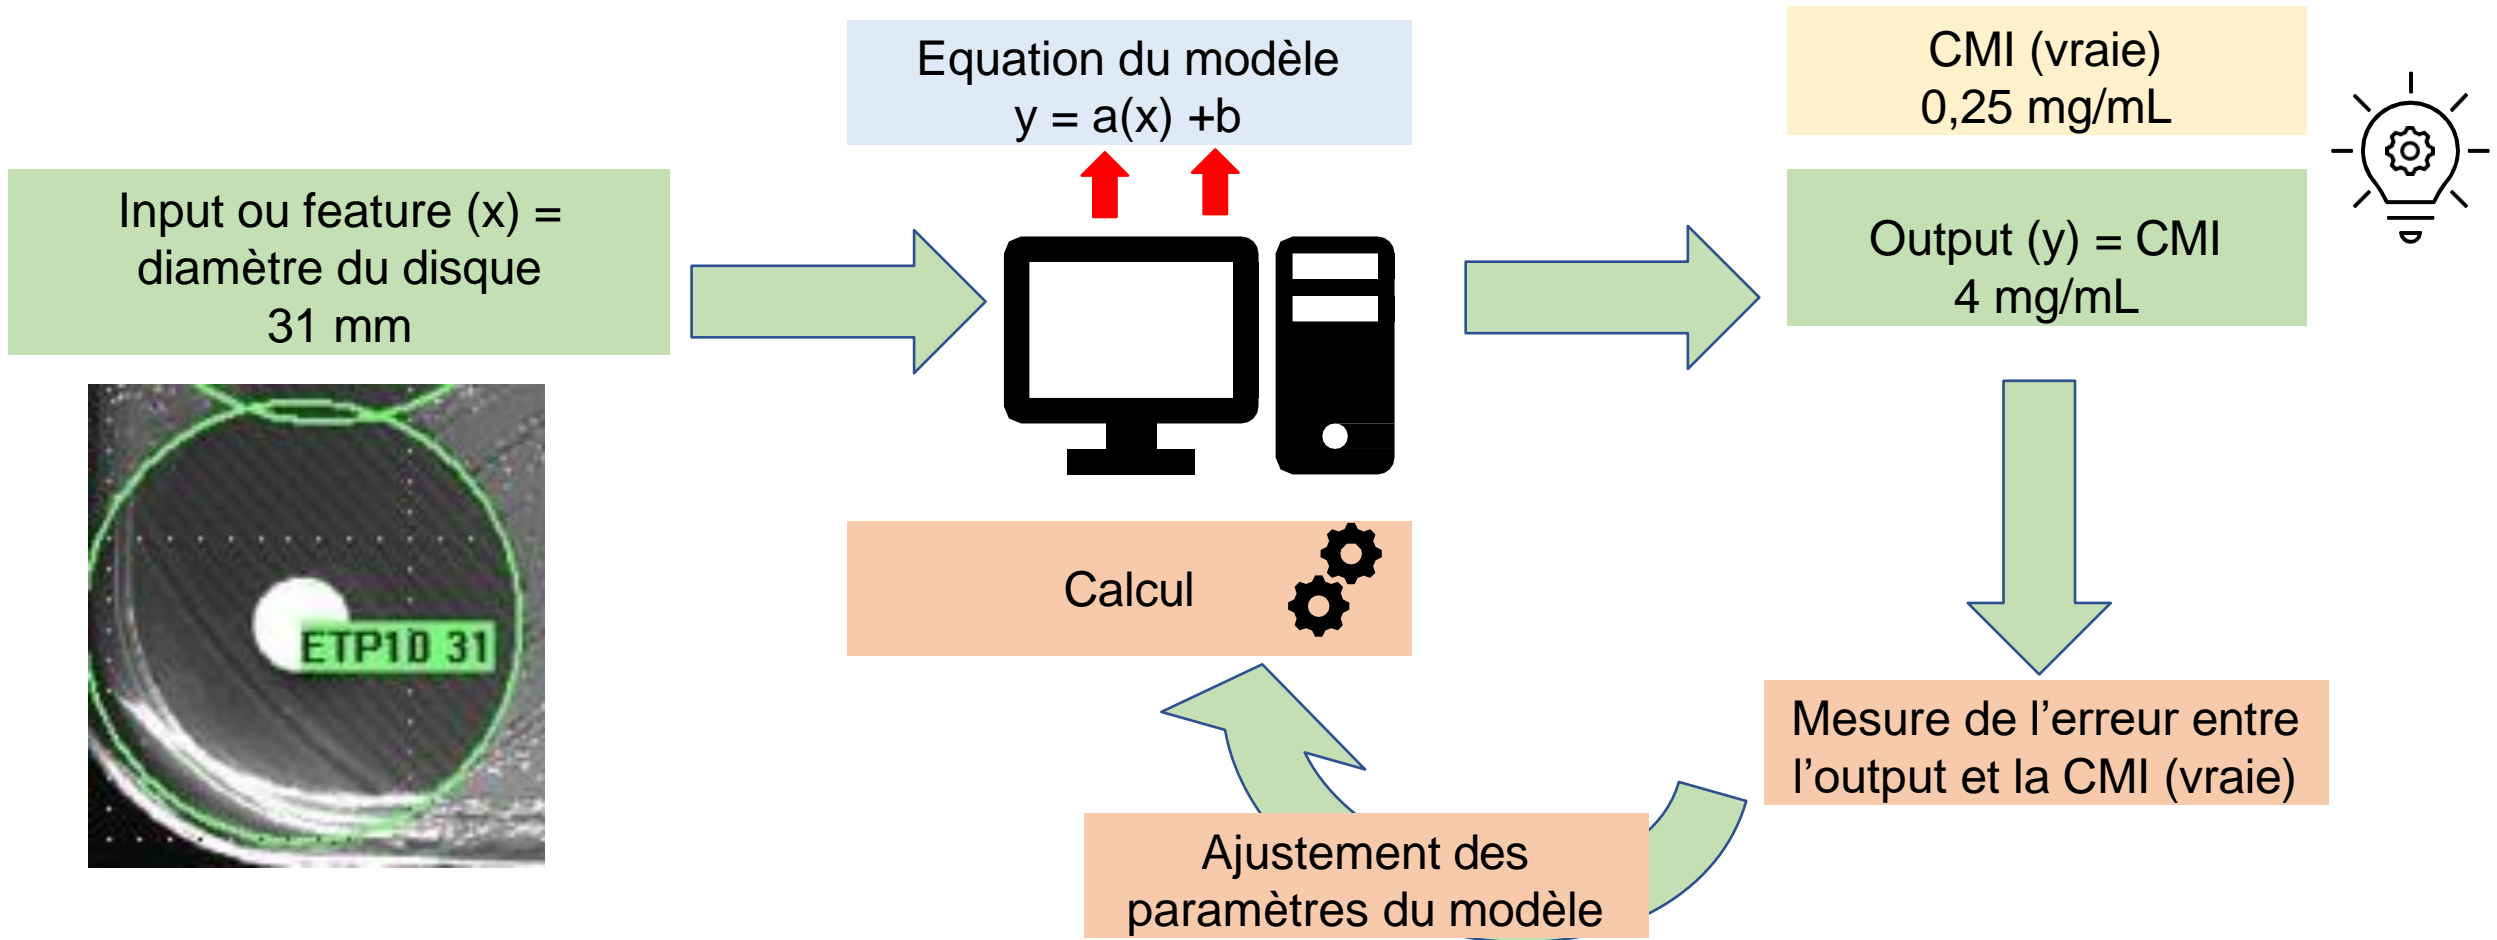 Equation du modèle
y = a(x) +b
CMI (vraie)
0,25 mg/mL
Input ou feature (x) =
diamètre du disque
31 mm
Output (y) = CMI
4 mg/mL
ETP10 31
Calcul
Mesure de l’erreur entre
l’output et la CMI (vraie)
Ajustement des
paramètres du modèle